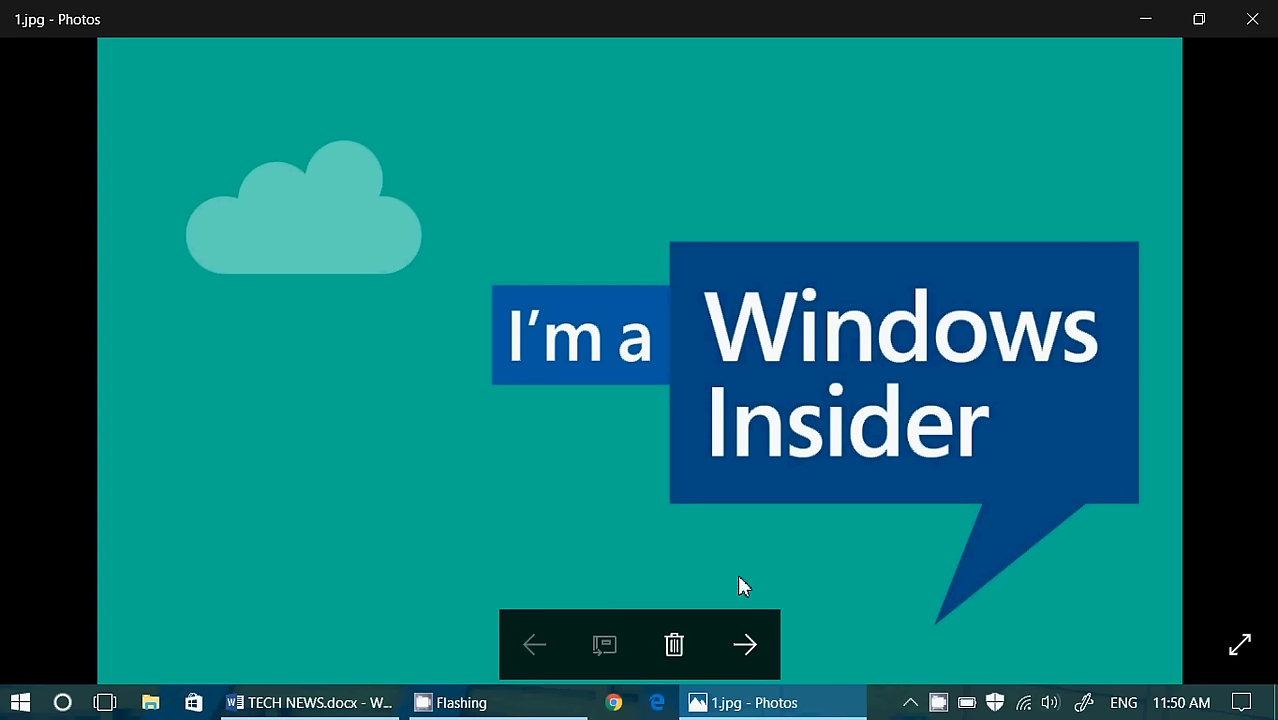 1.jpg - Photos
I'm a
Windows
Insider
TECH NEWS.docx - W...
Flashing
1.jpg - Photos
ENG
11:50 AM